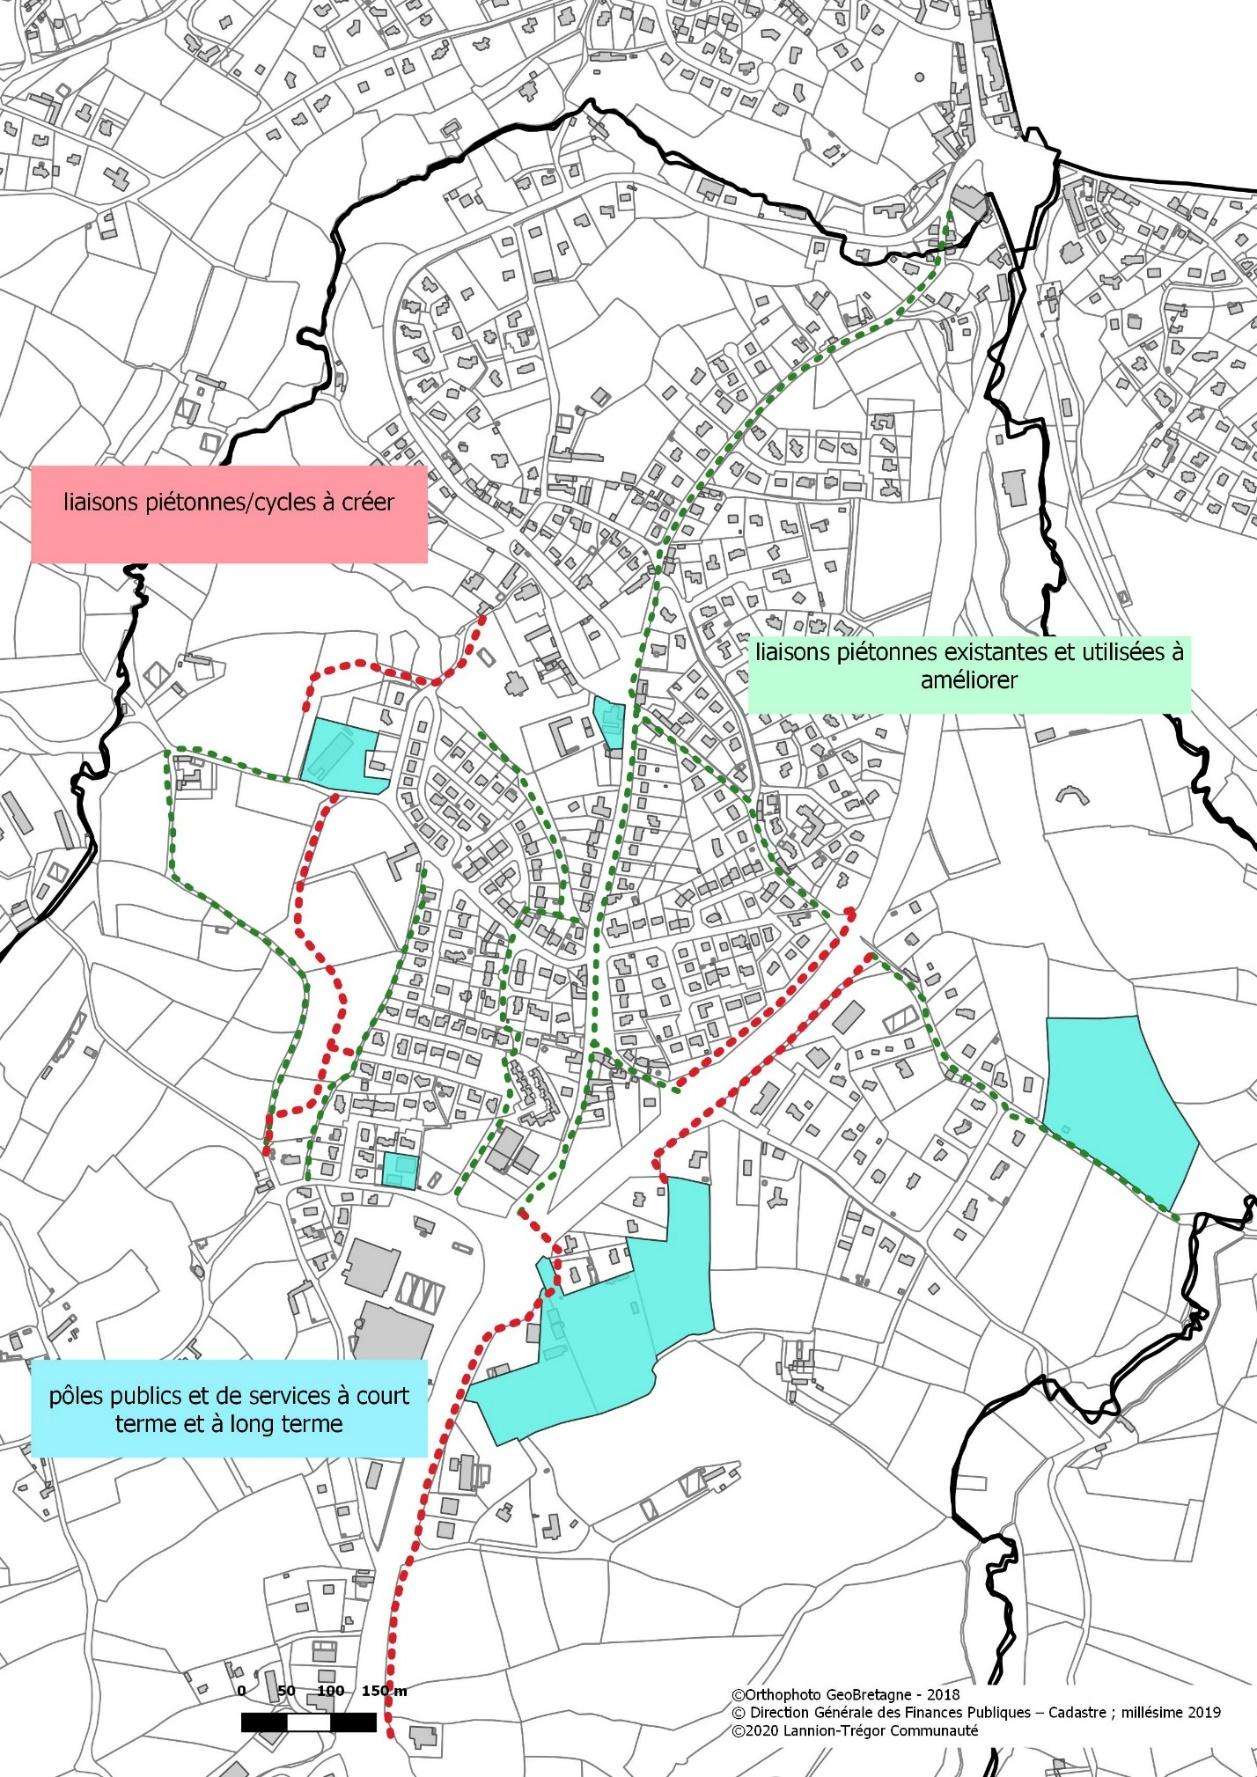 liaisons piétonnes/cycles à créer
liaisons piétonnes existantes et utilisées à
améliorer
pôles publics et de services à court
terme et à long terme
0 50 100 150 m
©Orthophoto GeoBretagne - 2018
© Direction Générale des Finances Publiques – Cadastre ; millésime 2019
©2020 Lannion-Trégor Communauté